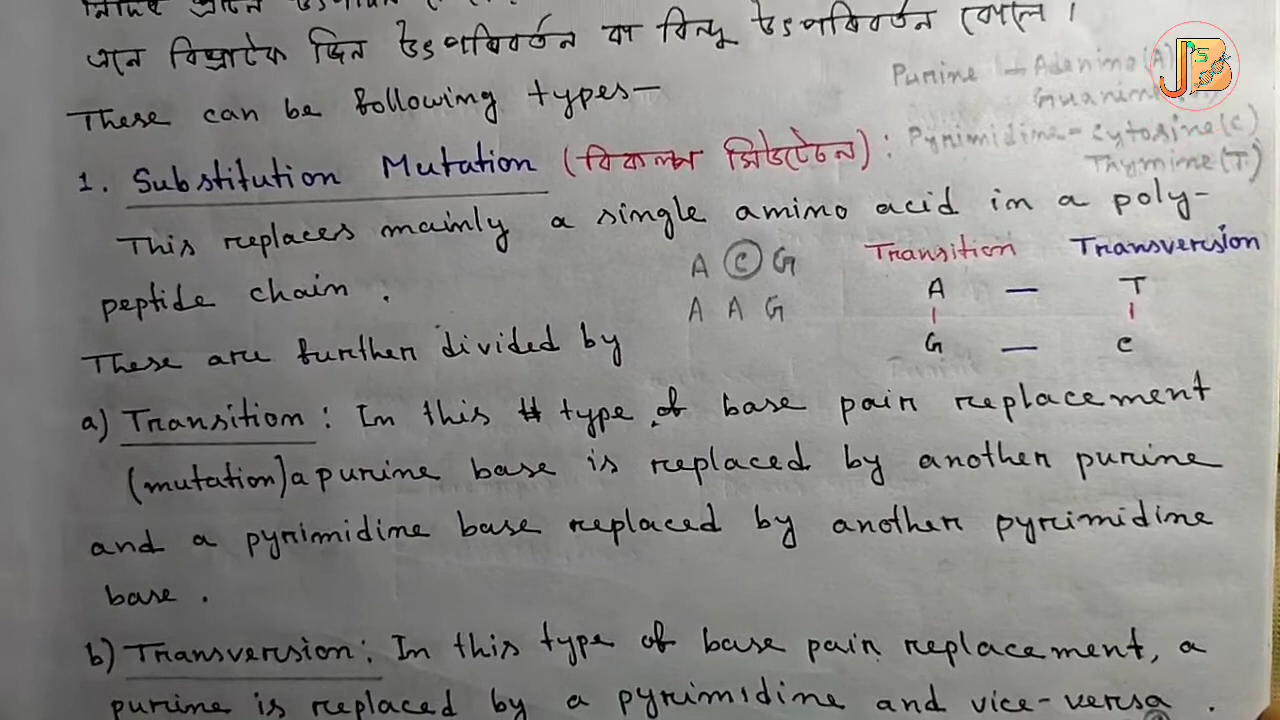 এনে বিধৰ টেক জিন উৎপৰিবৰ্তন বা বিন্দু উৎপৰিবৰ্তন বোলে ।
These can be following types—
Purine → Adenine (A)
1. Substitution Mutation (বিকল্প মিউটেচন) :
Pyrimidine = Cytosine (C)
Thymine (T)
This replaces mainly a single amino acid in a poly-
peptide chain .
A C G
A A G
Transition Transversion
A — T
G — C
These are further divided by
a) Transition : In this type of base pair replacement
(mutation) a purine base is replaced by another purine
and a pyrimidine base replaced by another pyrimidine
base .
b) Transversion : In this type of base pair replacement, a
purine is replaced by a pyrimidine and vice-versa .